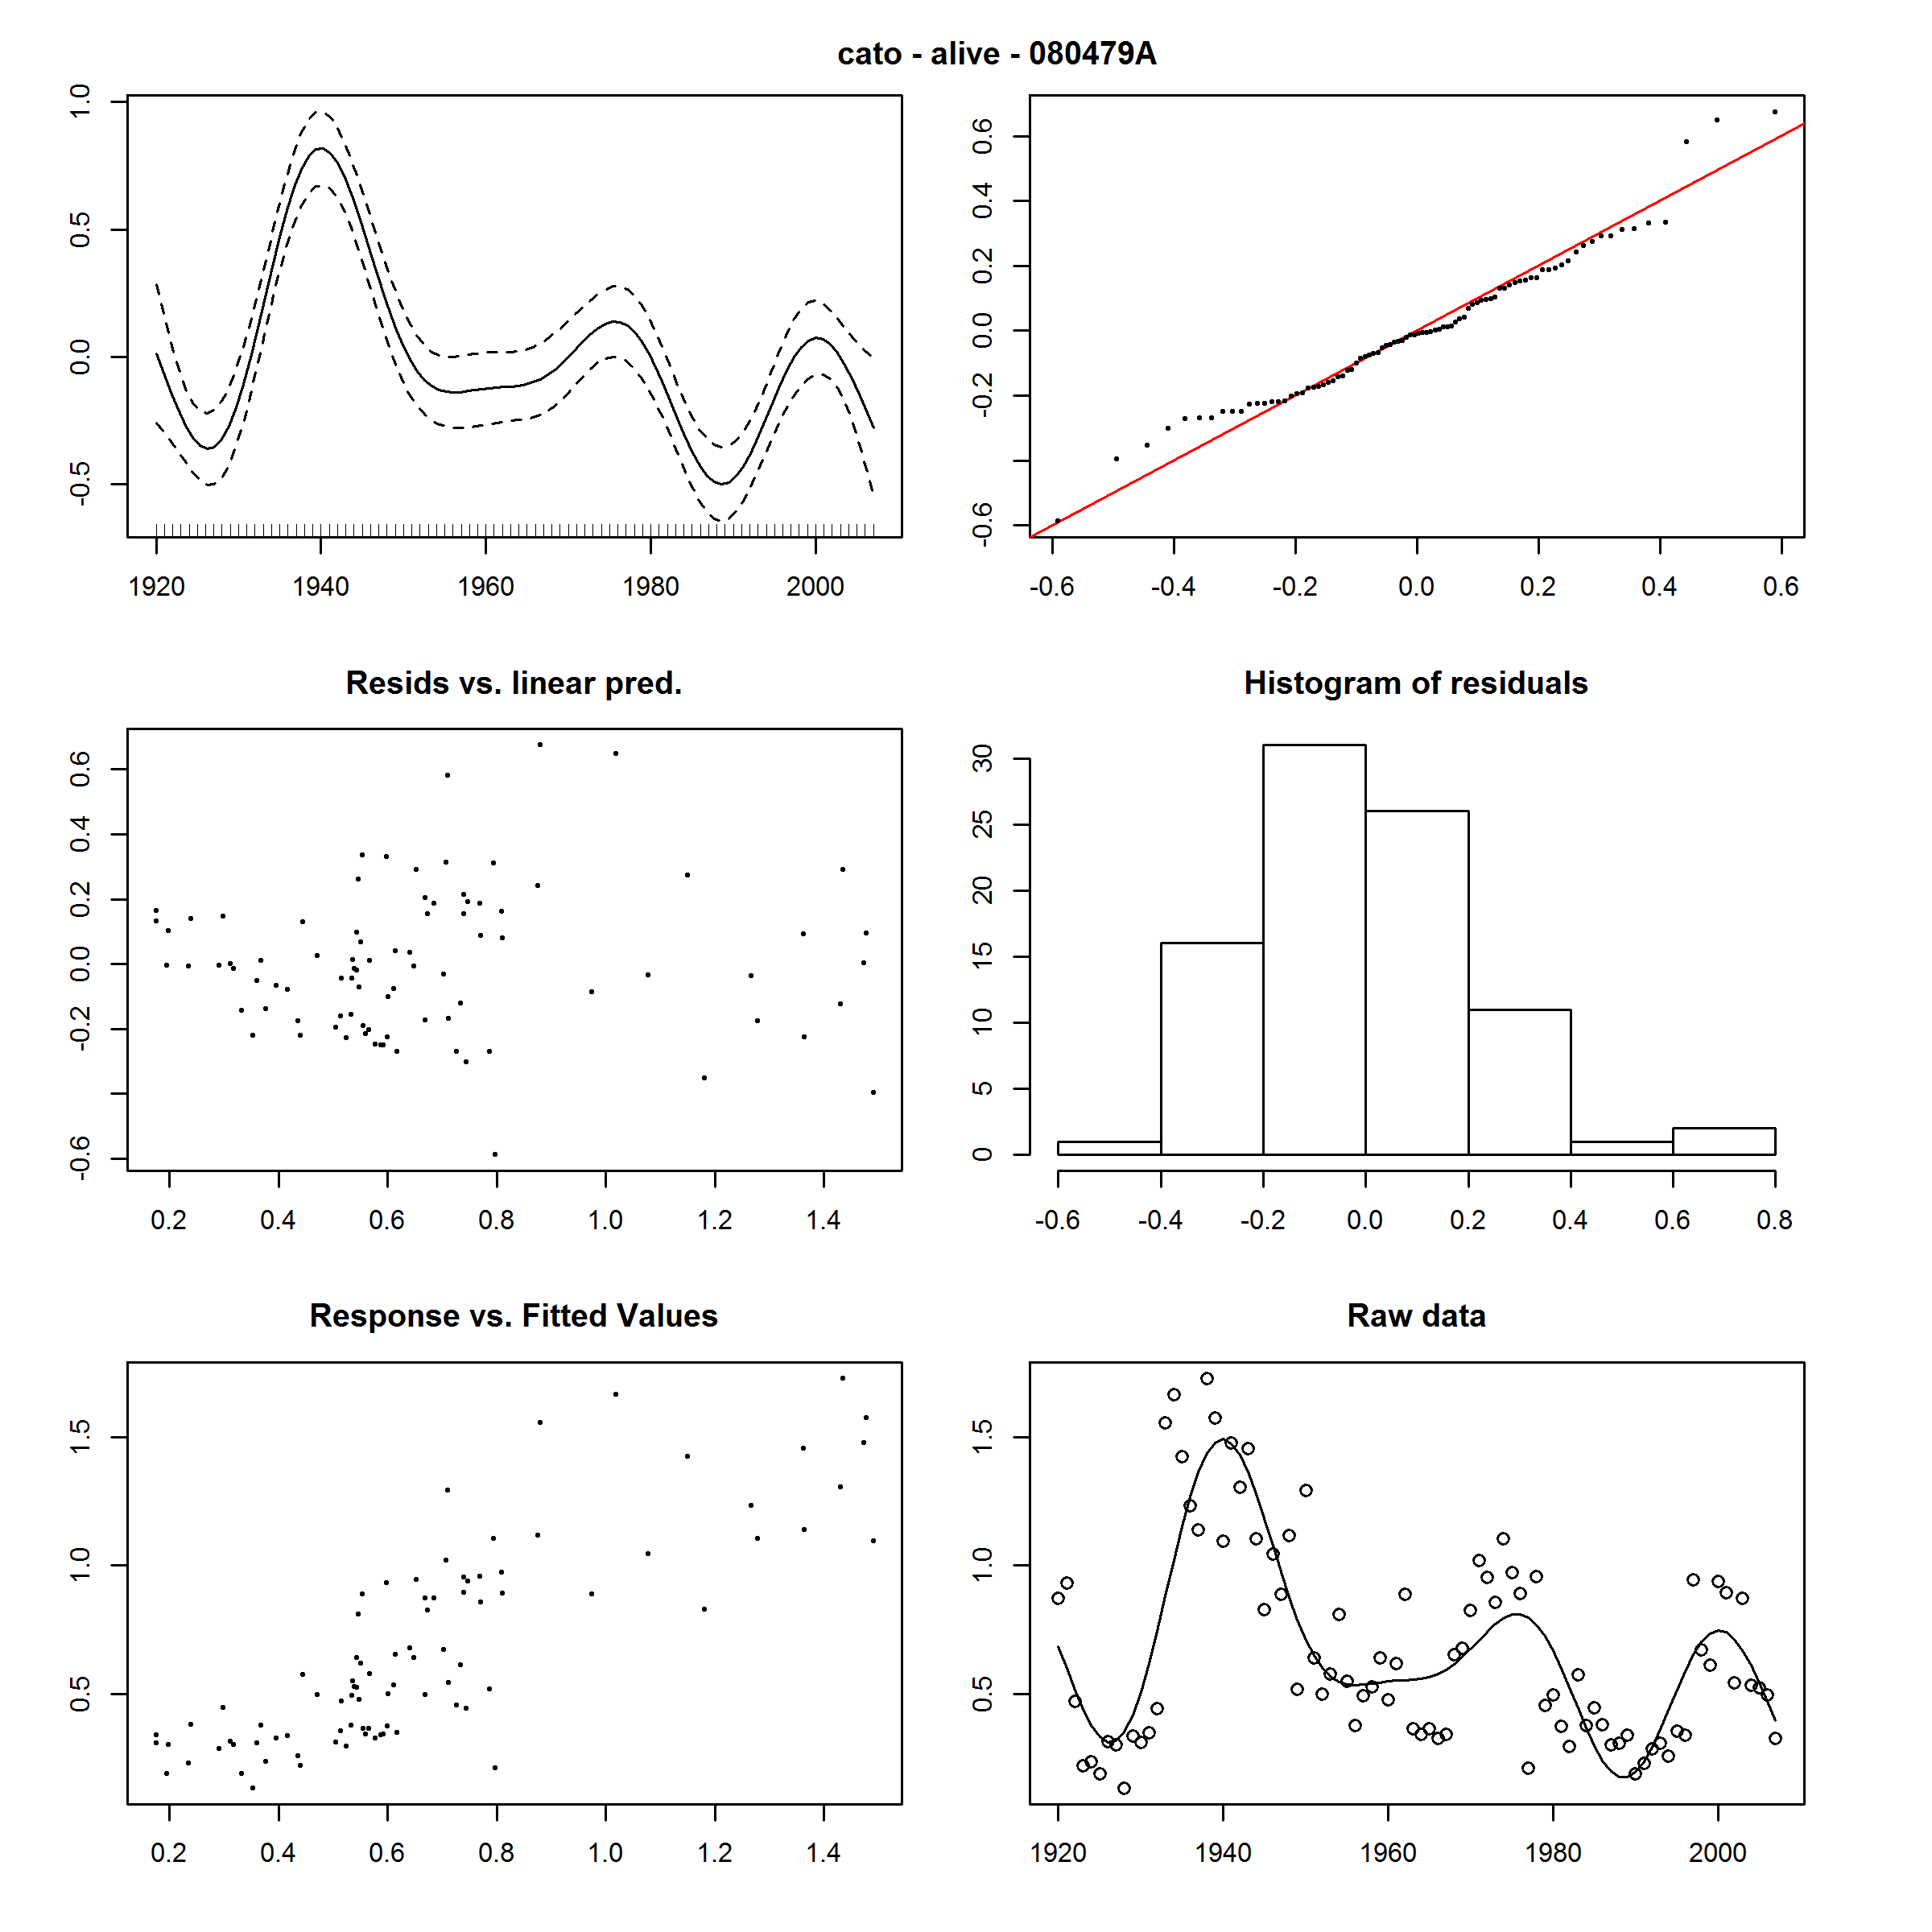 cato - alive - 080479A
1.0
0.5
0.0
-0.5
1920 1940 1960 1980 2000
0.6
0.4
0.2
0.0
-0.2
-0.6
-0.6 -0.4 -0.2 0.0 0.2 0.4 0.6
Resids vs. linear pred.
0.6
0.4
0.2
0.0
-0.2
-0.6
0.2 0.4 0.6 0.8 1.0 1.2 1.4
Histogram of residuals
30
25
20
15
10
5
0
-0.6 -0.4 -0.2 0.0 0.2 0.4 0.6 0.8
Response vs. Fitted Values
1.5
1.0
0.5
0.2 0.4 0.6 0.8 1.0 1.2 1.4
Raw data
1.5
1.0
0.5
1920 1940 1960 1980 2000